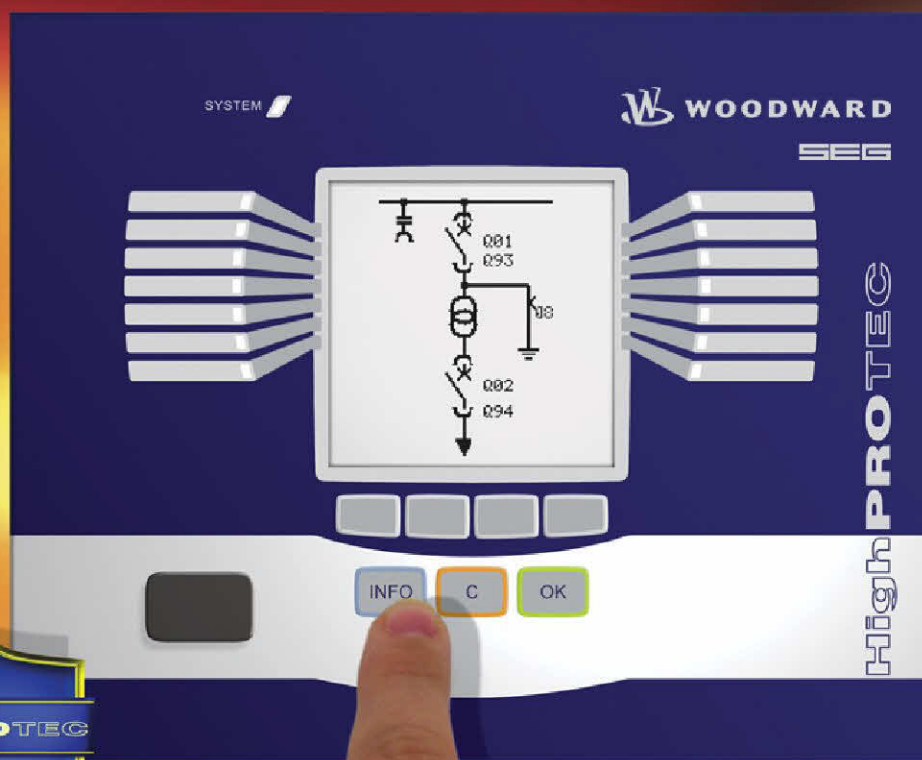 SYSTEM
WOODWARD
SEG
Q01
Q93
Q8
Q02
Q94
HighPROTEC
INFO
C
OK
OTEC